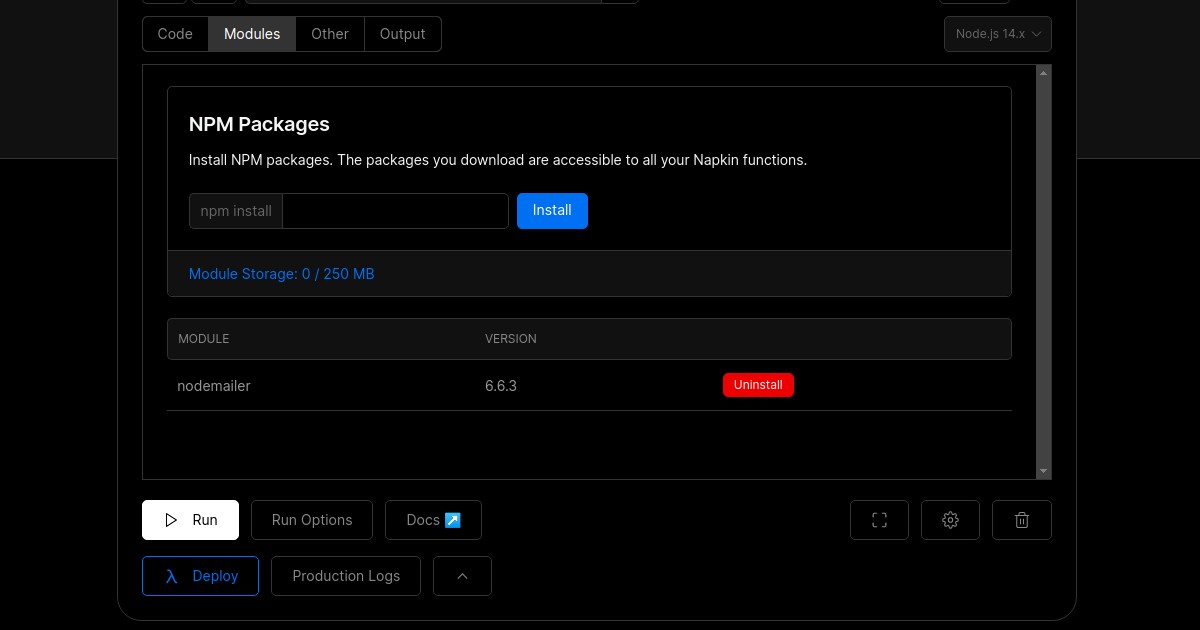 Code Modules Other Output Node.js 14.x
NPM Packages
Install NPM packages. The packages you download are accessible to all your Napkin functions.
npm install Install
Module Storage: 0 / 250 MB
MODULE VERSION
nodemailer 6.6.3 Uninstall
Run Run Options Docs
λ Deploy Production Logs